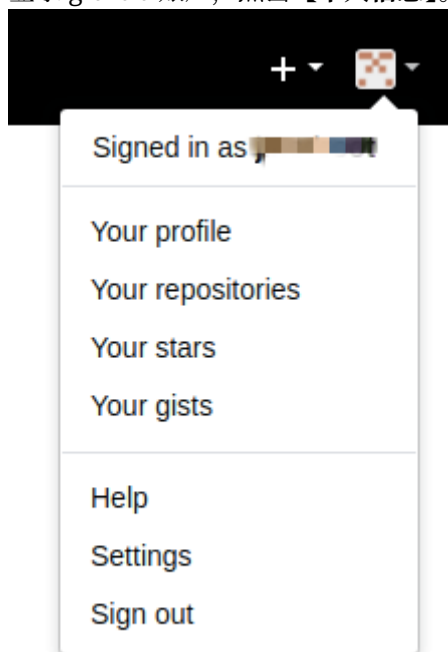 Signed in as
Your profile
Your repositories
Your stars
Your gists
Help
Settings
Sign out